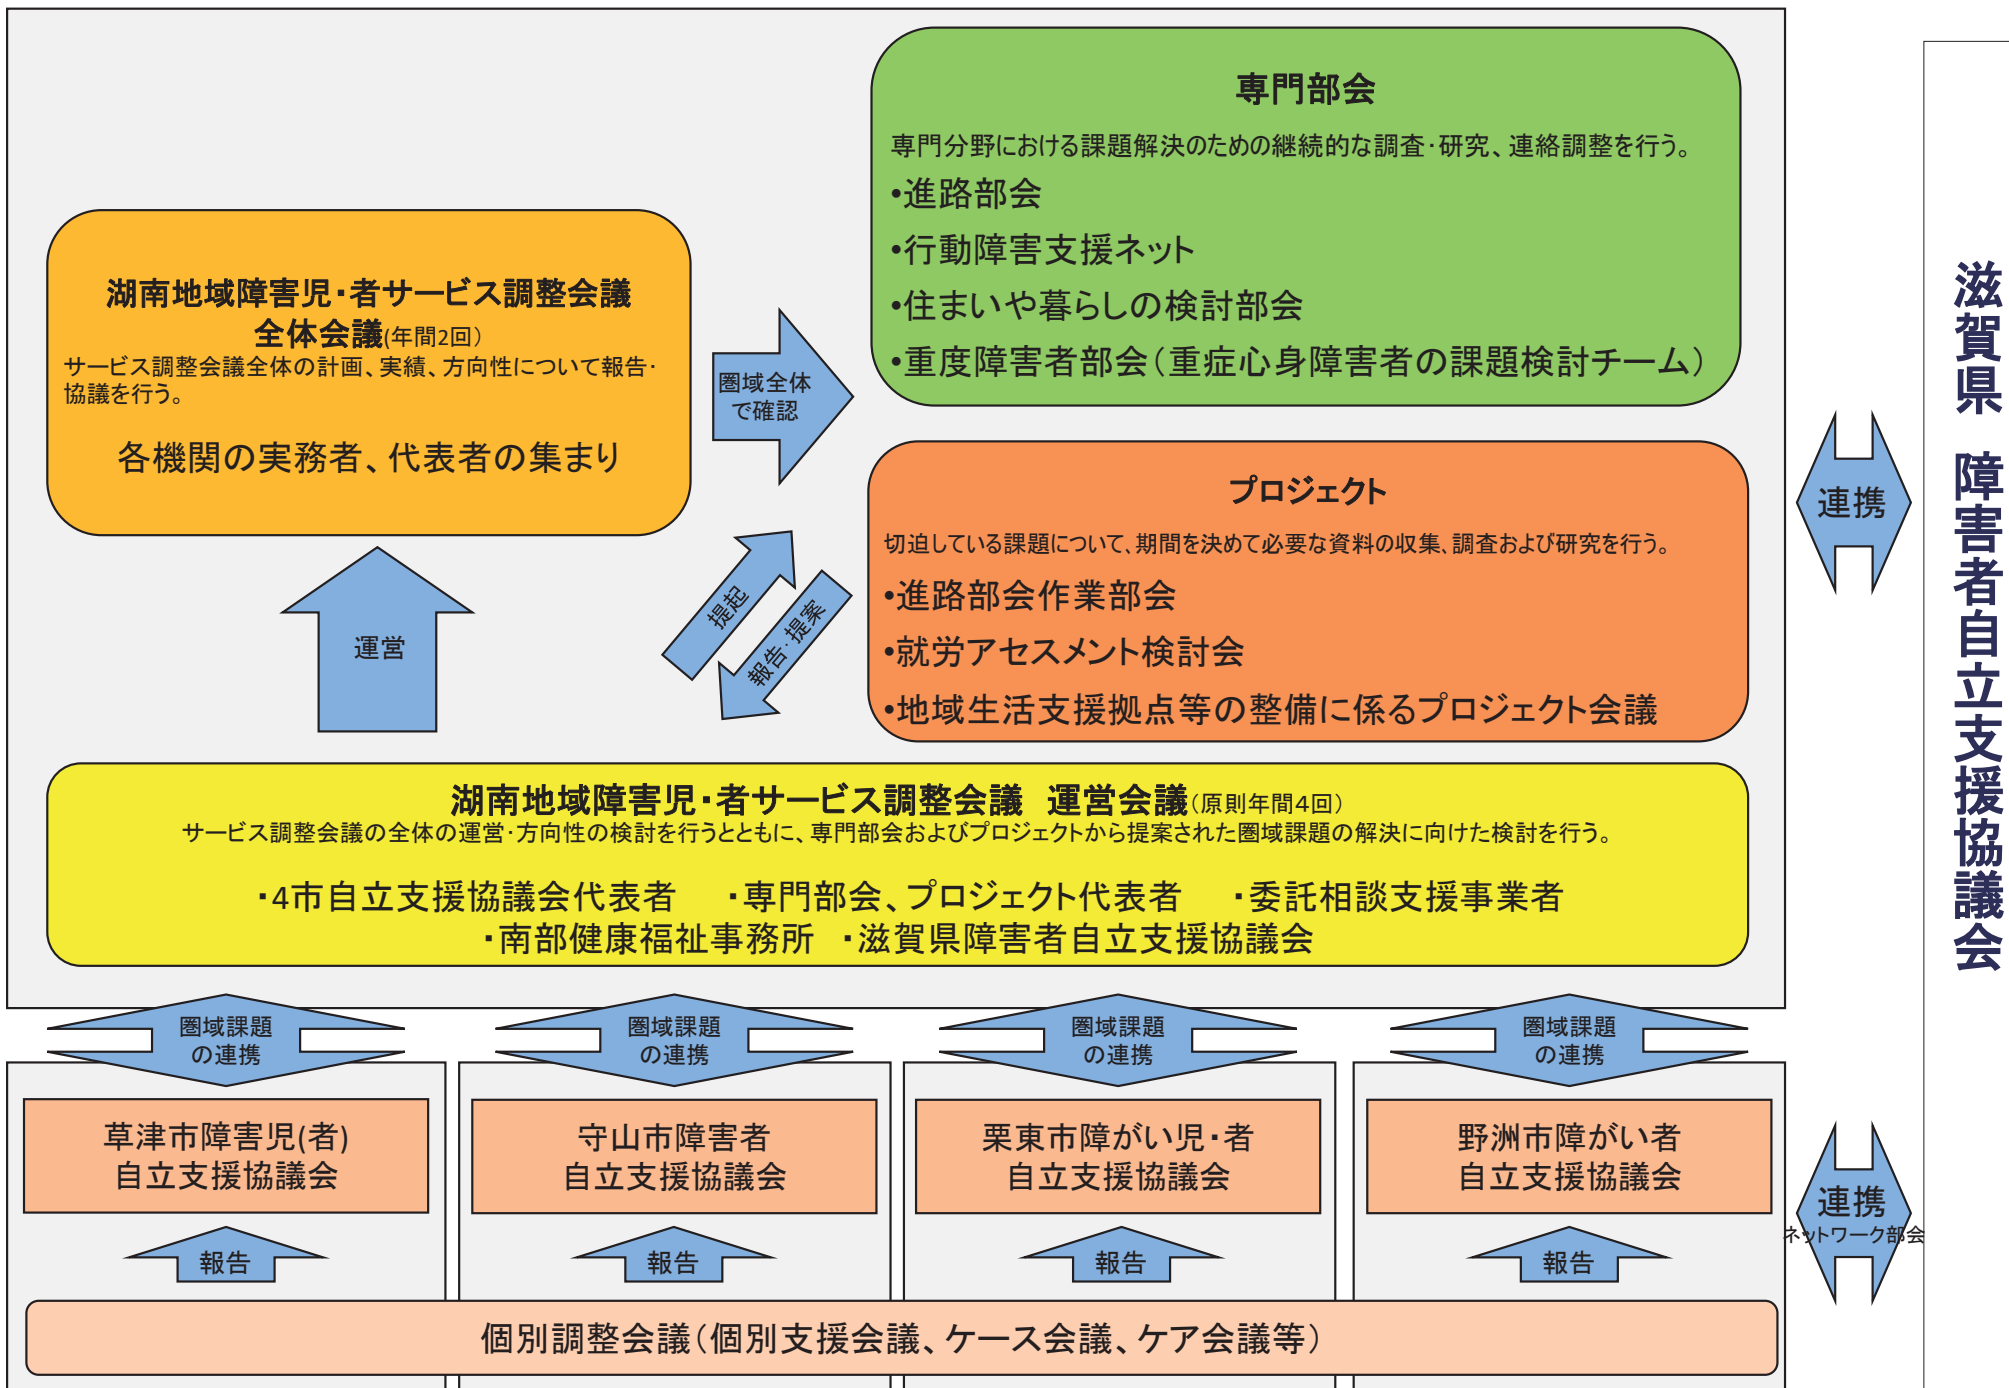 専門部会
専門分野における課題解決のための継続的な調査・研究、連絡調整を行う。
•進路部会
•行動障害支援ネット
•住まいや暮らしの検討部会
•重度障害者部会（重症心身障害者の課題検討チーム）
湖南地域障害児・者サービス調整会議
全体会議(年間2回）
サービス調整会議全体の計画、実績、方向性について報告・
協議を行う。
各機関の実務者、代表者の集まり
圏域全体
で確認
プロジェクト
切迫している課題について、期間を決めて必要な資料の収集、調査および研究を行う。
•進路部会作業部会
•就労アセスメント検討会
•地域生活支援拠点等の整備に係るプロジェクト会議
運営
提起
報告・提案
湖南地域障害児・者サービス調整会議　運営会議（原則年間4回）
サービス調整会議の全体の運営・方向性の検討を行うとともに、専門部会およびプロジェクトから提案された圏域課題の解決に向けた検討を行う。
・4市自立支援協議会代表者　・専門部会、プロジェクト代表者　・委託相談支援事業者
・南部健康福祉事務所　・滋賀県障害者自立支援協議会
連携
滋賀県　障害者自立支援協議会
圏域課題
の連携
圏域課題
の連携
圏域課題
の連携
圏域課題
の連携
草津市障害児(者)
自立支援協議会
守山市障害者
自立支援協議会
栗東市障がい児・者
自立支援協議会
野洲市障がい者
自立支援協議会
連携
ネットワーク部会
報告
報告
報告
報告
個別調整会議（個別支援会議、ケース会議、ケア会議等）